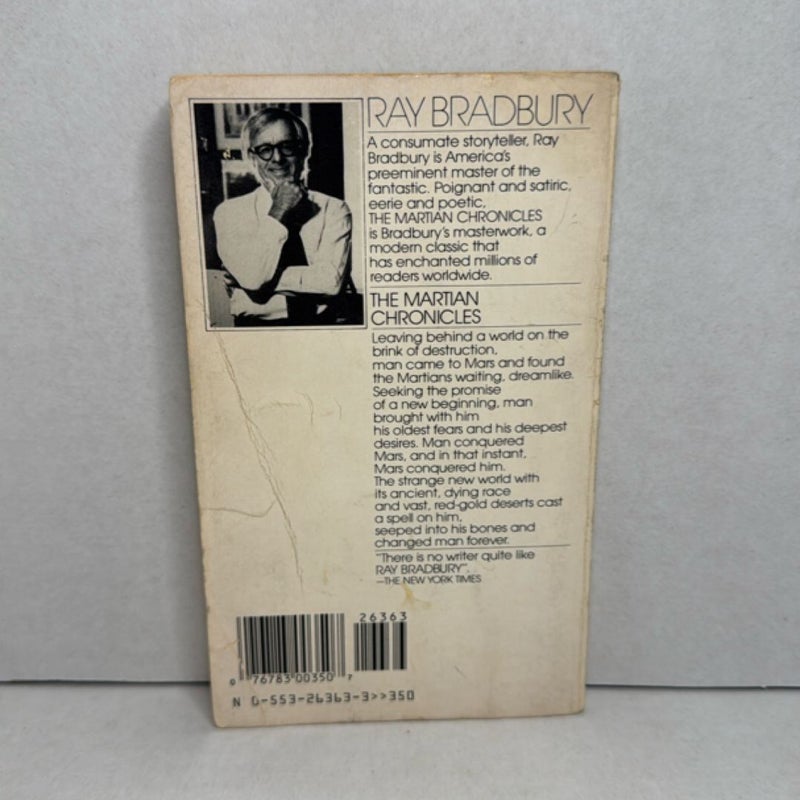 RAY BRADBURY
A consumate storyteller, Ray
Bradbury is America's
preeminent master of the
fantastic. Poignant and satiric,
eerie and poetic,
THE MARTIAN CHRONICLES
is Bradbury's masterwork, a
modern classic that
has enchanted millions of
readers worldwide.
THE MARTIAN
CHRONICLES
Leaving behind a world on the
brink of destruction,
man came to Mars and found
the Martians waiting, dreamlike.
Seeking the promise
of a new beginning, man
brought with him
his oldest fears and his deepest
desires. Man conquered
Mars, and in that instant,
Mars conquered him.
The strange new world with
its ancient, dying race
and vast, red-gold deserts cast
a spell on him,
seeped into his bones and
changed man forever.
"There is no writer quite like
RAY BRADBURY".
—THE NEW YORK TIMES
26363
0 76783 00350 7
N 0-553-26363-3>>350